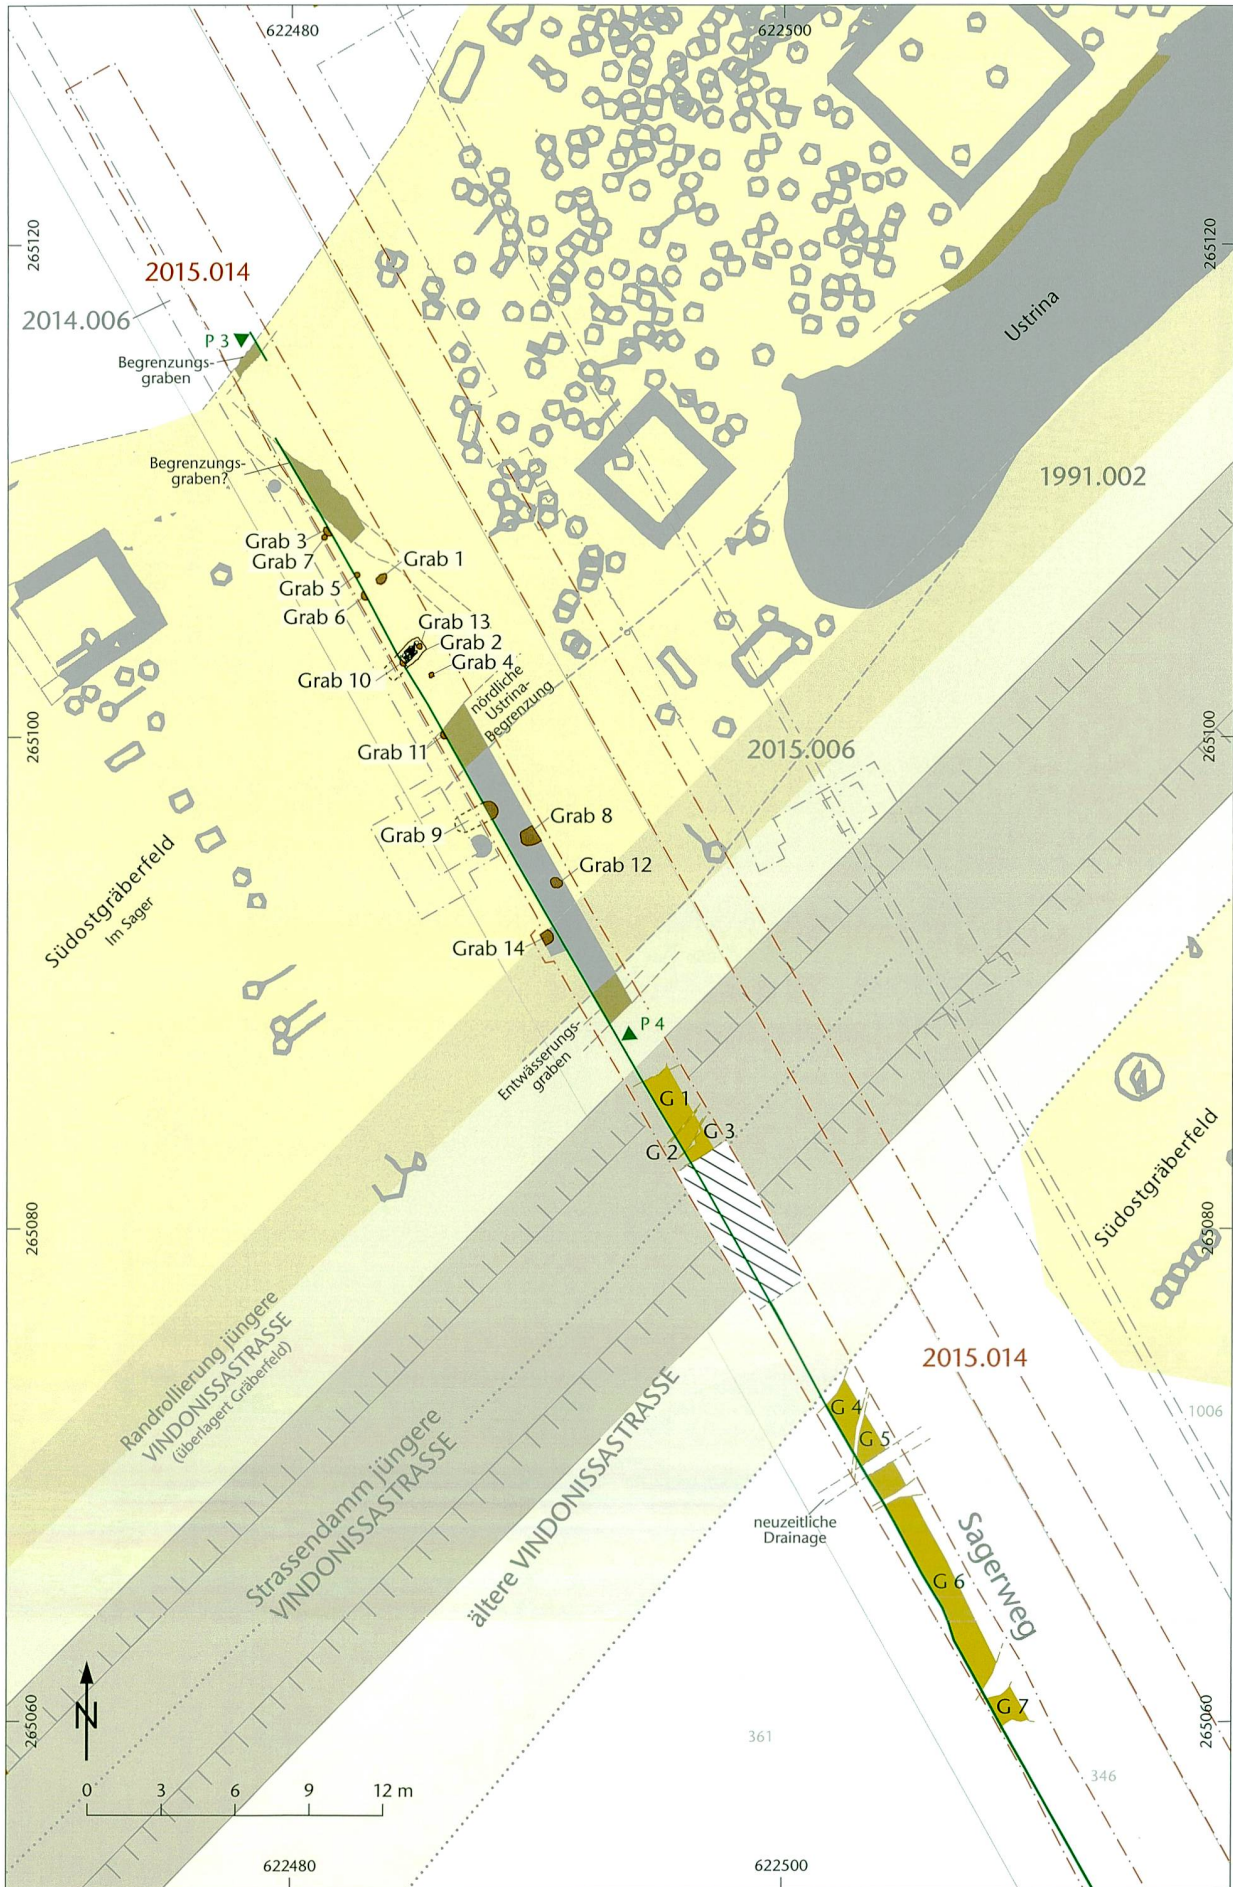 622480
622500
265120
265120
2015.014
2014.006
P 3
Begrenzungs-
graben
Ustrina
Begrenzungs-
graben?
1991.002
Grab 3
Grab 7
Grab 1
Grab 5
Grab 6
Grab 13
Grab 2
Grab 4
Grab 10
nördliche
Ustrina-
Begrenzung
265100
265100
Grab 11
2015.006
Grab 9
Grab 8
Grab 12
Südostgräberfeld
Im Sager
Grab 14
P 4
Entwässerungs-
graben
G 1
G 3
G 2
Südostgräberfeld
265080
265080
Randrollierung jüngere
VINDONISSASTRASSE
(überlagert Gräberfeld)
2015.014
Strassendamm jüngere
VINDONISSASTRASSE
ältere VINDONISSASTRASSE
G 4
1006
G 5
neuzeitliche
Drainage
Sagerweg
G 6
N
G 7
265060
265060
361
346
0 3 6 9 12 m
622480
622500